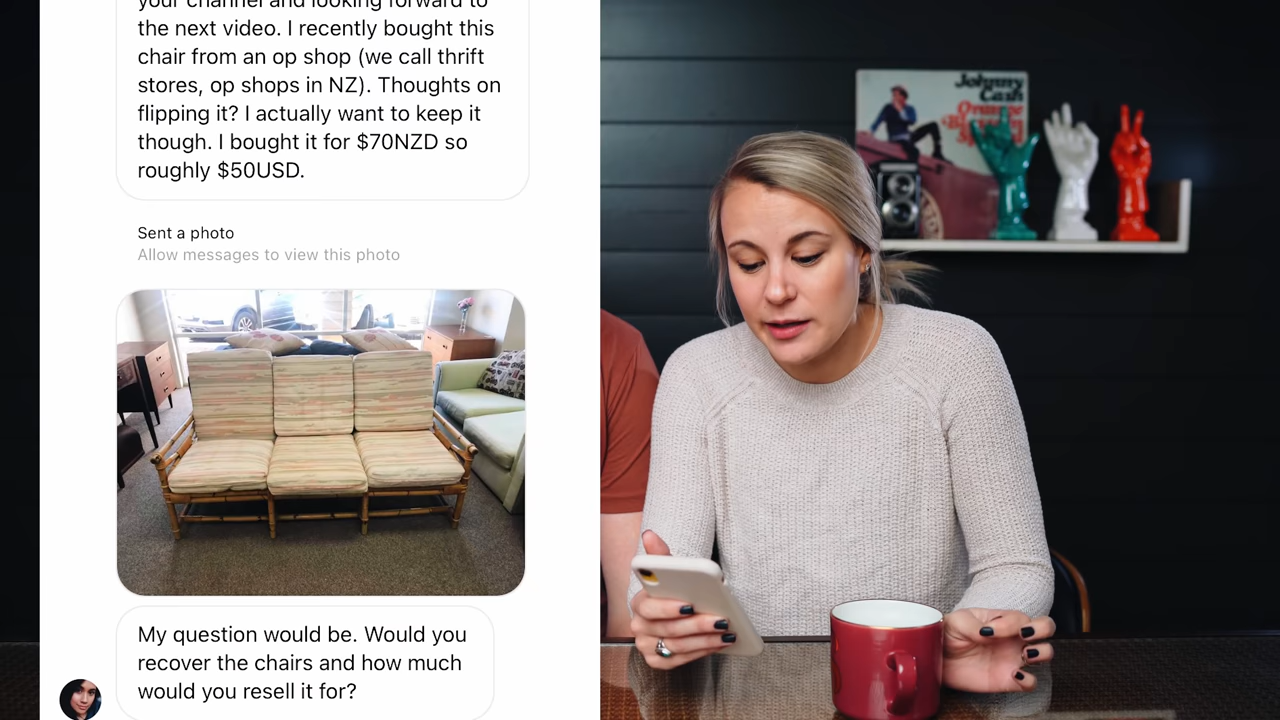 your channel and looking forward to
the next video. I recently bought this
chair from an op shop (we call thrift
stores, op shops in NZ). Thoughts on
flipping it? I actually want to keep it
though. I bought it for $70NZD so
roughly $50USD.
Sent a photo
Allow messages to view this photo
My question would be. Would you
recover the chairs and how much
would you resell it for?
Johnny
Cash
Orange
Blossom
Special